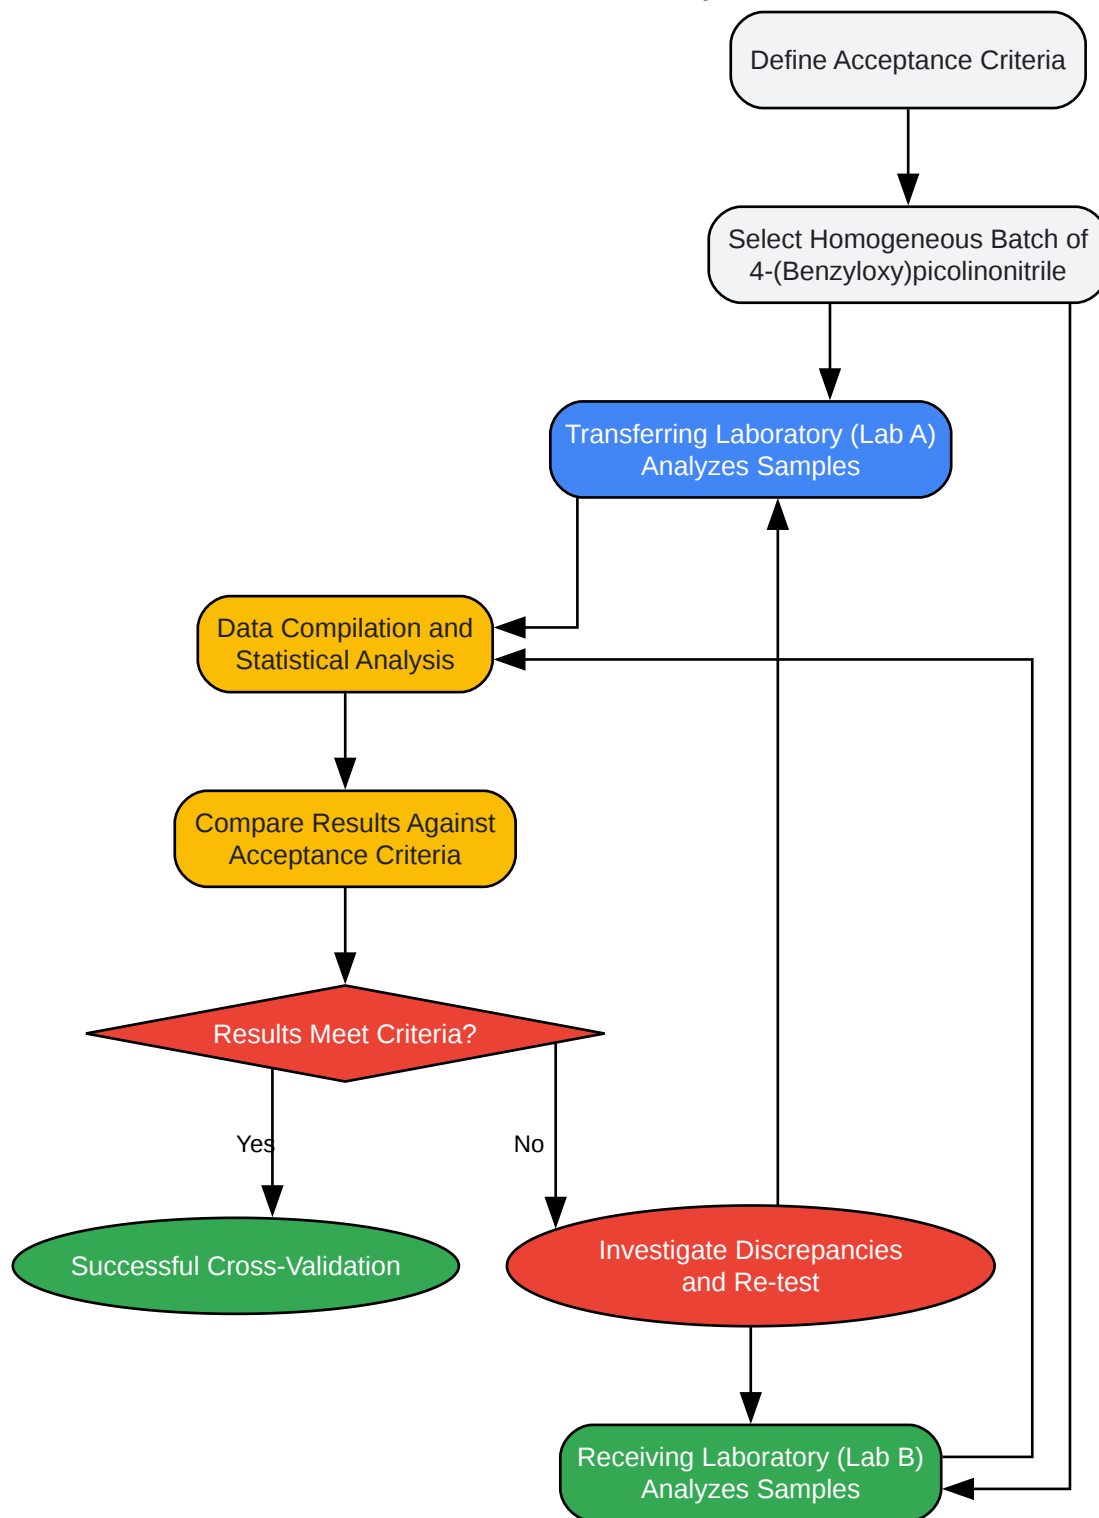 Define Acceptance Criteria
Select Homogeneous Batch of
4-(Benzyloxy)picolinonitrile
Transferring Laboratory (Lab A)
Analyzes Samples
Data Compilation and
Statistical Analysis
Compare Results Against
Acceptance Criteria
Results Meet Criteria?
Yes
No
Successful Cross-Validation
Investigate Discrepancies
and Re-test
Receiving Laboratory (Lab B)
Analyzes Samples